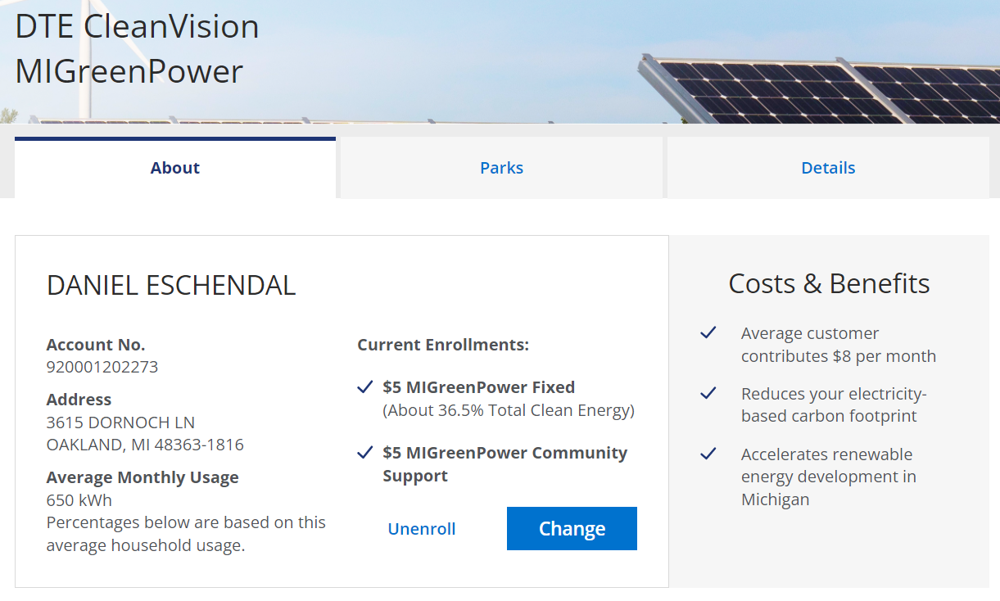 DTE CleanVision
MIGreenPower
About
Parks
Details
DANIEL ESCHENDAL
Account No.
920001202273
Address
3615 DORNOCH LN
OAKLAND, MI 48363-1816
Average Monthly Usage
650 kWh
Percentages below are based on this
average household usage.
Current Enrollments:
$5 MIGreenPower Fixed
(About 36.5% Total Clean Energy)
$5 MIGreenPower Community
Support
Unenroll
Change
Costs & Benefits
Average customer
contributes $8 per month
Reduces your electricity-
based carbon footprint
Accelerates renewable
energy development in
Michigan